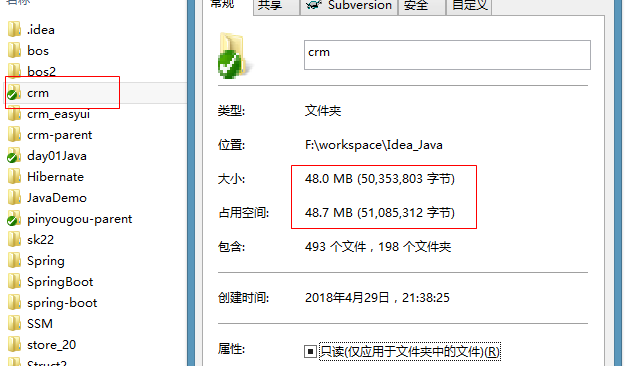 名称
.idea
bos
bos2
crm
crm_easyui
crm-parent
day01Java
Hibernate
JavaDemo
pinyougou-parent
sk22
Spring
SpringBoot
spring-boot
SSM
store_20
Struct2
常规 共享 Subversion 安全 自定义
crm
类型: 文件夹
位置: F:\workspace\Idea_Java
大小: 48.0 MB (50,353,803 字节)
占用空间: 48.7 MB (51,085,312 字节)
包含: 493 个文件，198 个文件夹
创建时间: 2018年4月29日，21:38:25
属性: 只读(仅应用于文件夹中的文件)(R)